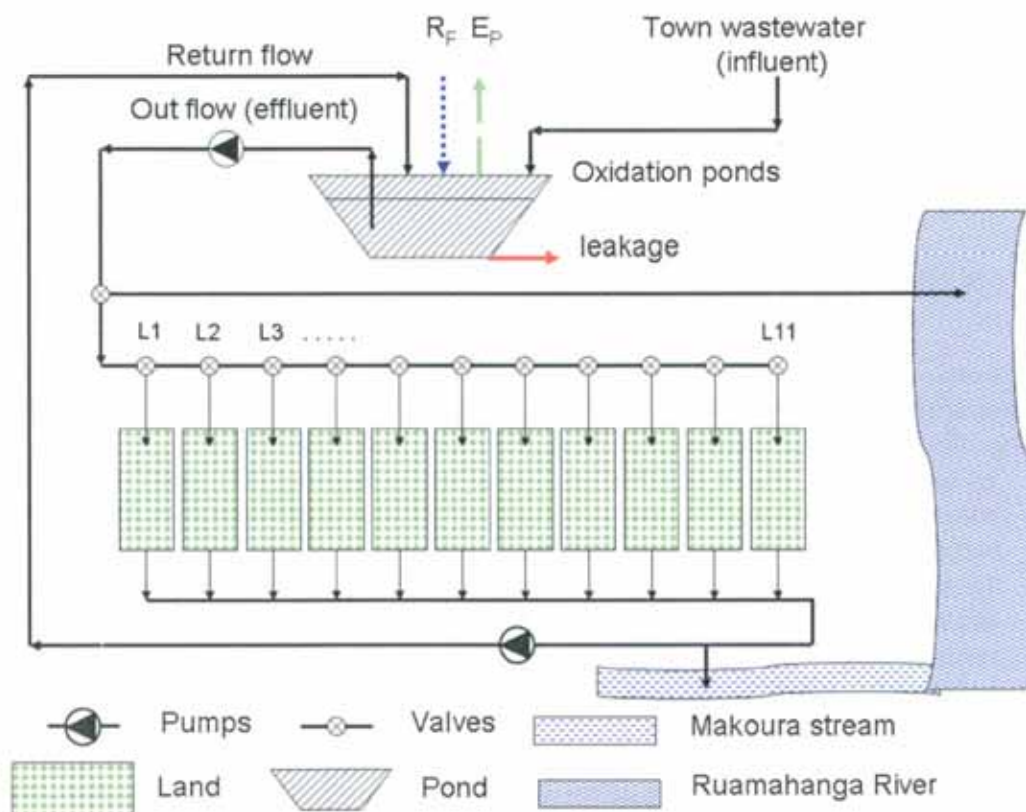 R_F E_P
Town wastewater
(influent)
Return flow
Out flow (effluent)
Oxidation ponds
leakage
L1 L2 L3 ..... L11
Pumps Valves Makoura stream
Land Pond Ruamahanga River